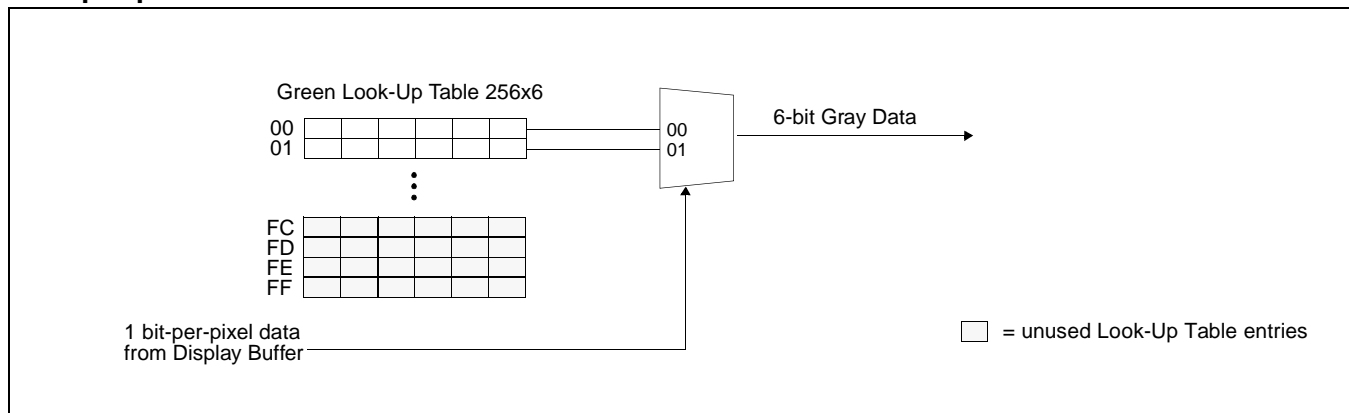 Green Look-Up Table 256x6
00
01
00
01
6-bit Gray Data
FC
FD
FE
FF
1 bit-per-pixel data
from Display Buffer
= unused Look-Up Table entries